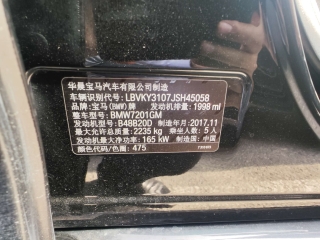 华晨宝马汽车有限公司制造
车辆识别代号: LBVKY3107JSH45058
品牌: 宝马(BMW)牌 发动机排量: 1998 ml
整车型号: BMW7201GM
发动机型号: B48B20D 制造年月: 2017.11
最大允许总质量: 2235 kg 乘坐人数: 5 人
发动机最大净功率: 165 kW 制造国: 中国
颜色代码/色图: 475